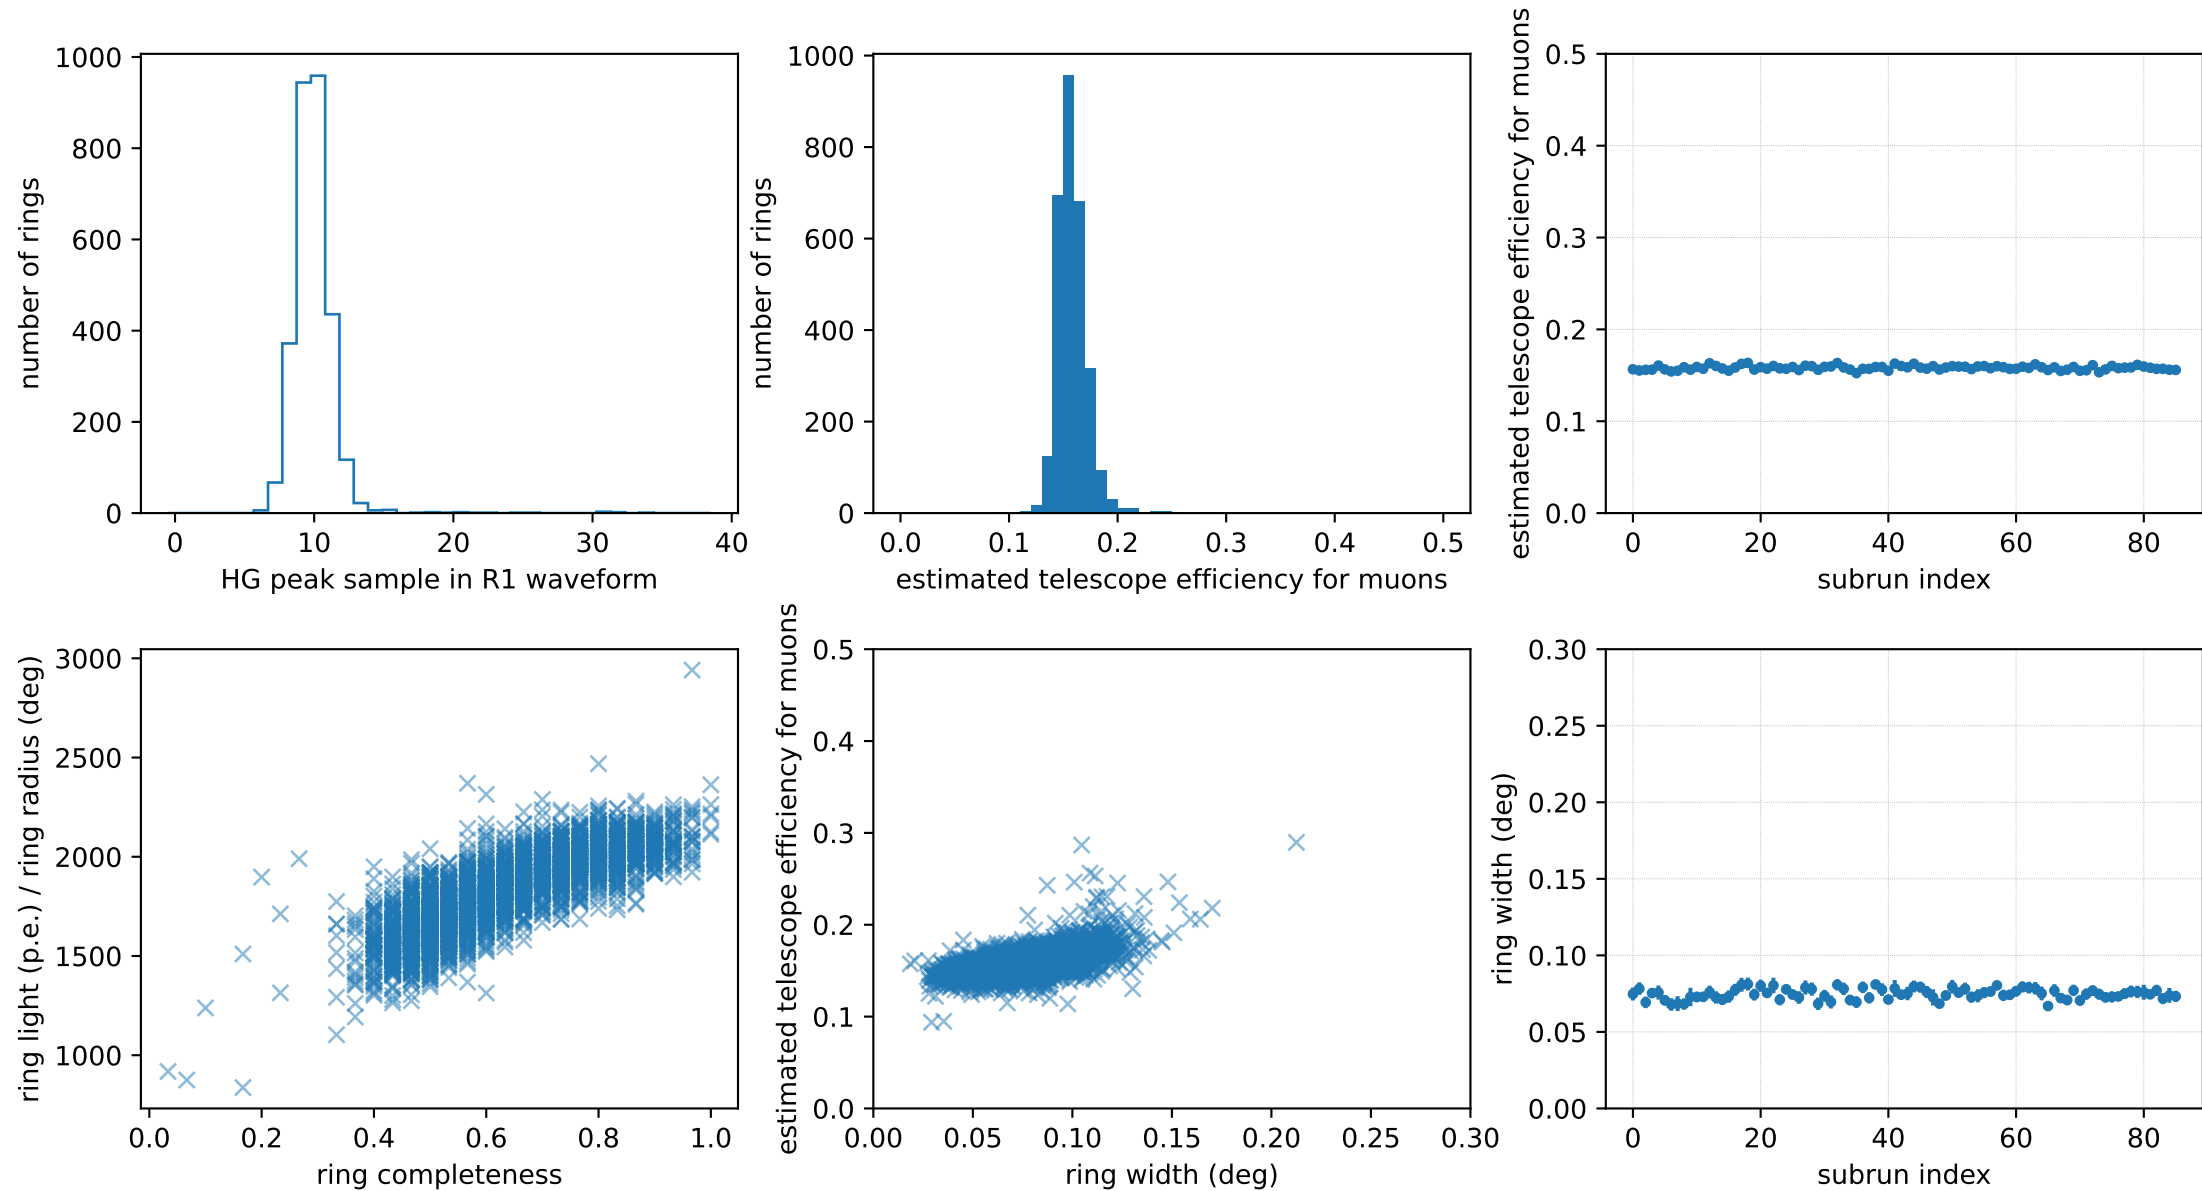 1000
800
600
400
200
0
number of rings
0 10 20 30 40
HG peak sample in R1 waveform
1000
800
600
400
200
0
number of rings
0.0 0.1 0.2 0.3 0.4 0.5
estimated telescope efficiency for muons
0.5
0.4
0.3
0.2
0.1
0.0
estimated telescope efficiency for muons
0 20 40 60 80
subrun index
3000
2500
2000
1500
1000
ring light (p.e.) / ring radius (deg)
0.0 0.2 0.4 0.6 0.8 1.0
ring completeness
0.5
0.4
0.3
0.2
0.1
0.0
estimated telescope efficiency for muons
0.00 0.05 0.10 0.15 0.20 0.25 0.30
ring width (deg)
0.30
0.25
0.20
0.15
0.10
0.05
0.00
ring width (deg)
0 20 40 60 80
subrun index